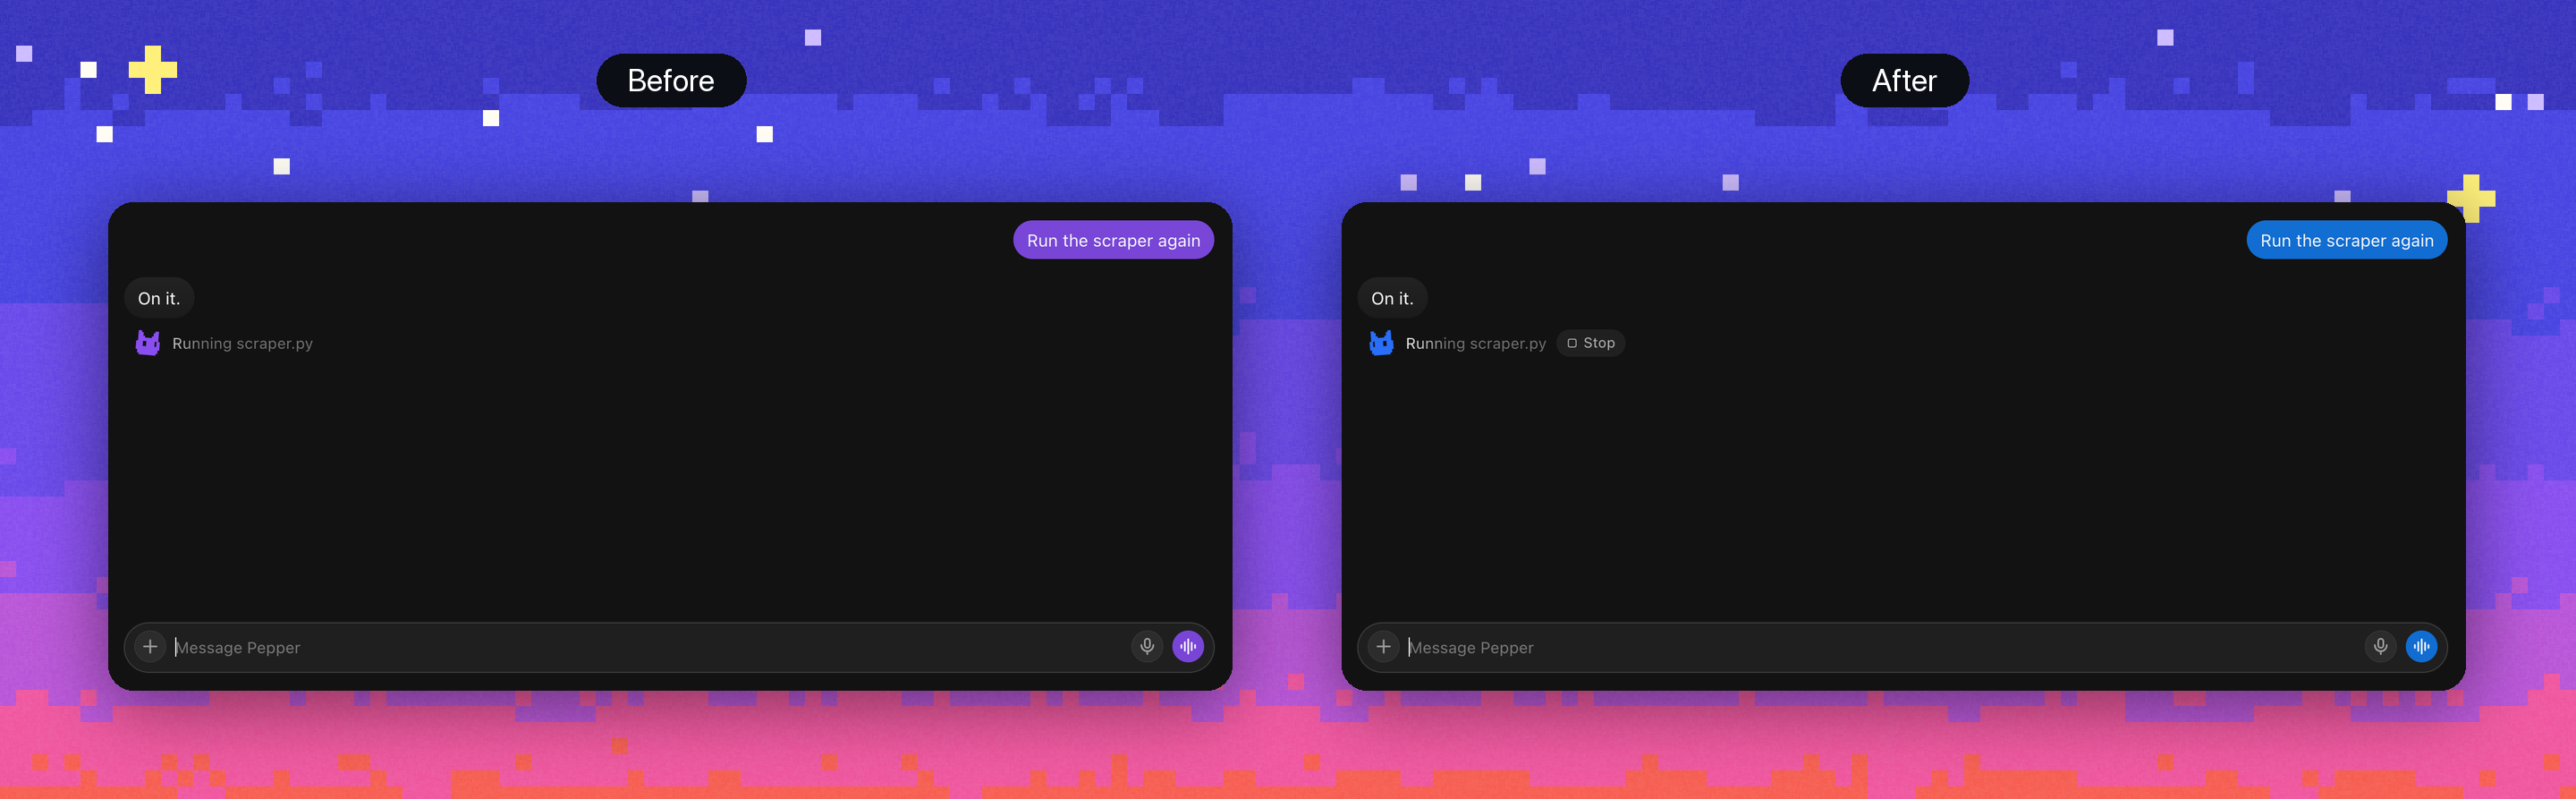 Before
Run the scraper again
On it.
Running scraper.py
Message Pepper
After
Run the scraper again
On it.
Running scraper.py Stop
Message Pepper